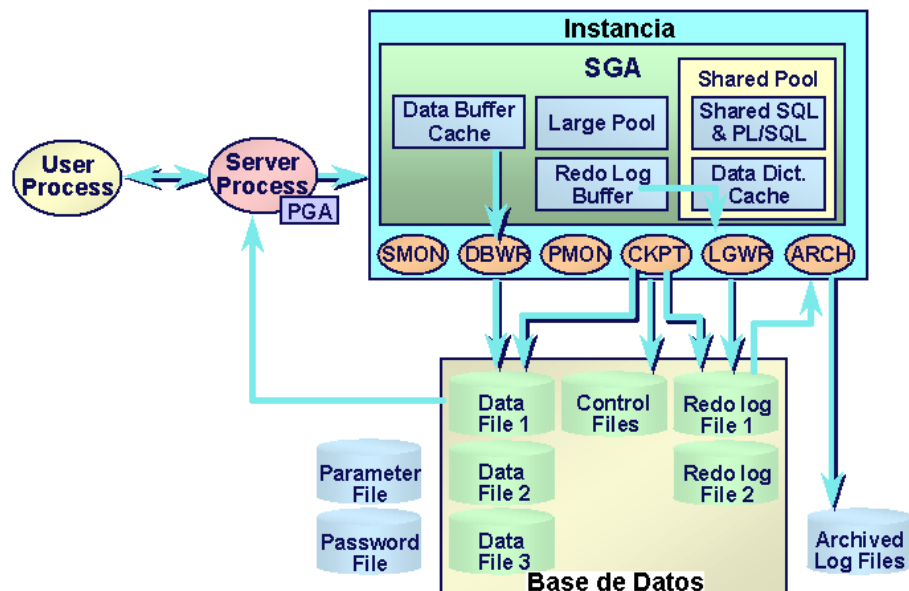 Instancia
SGA
Shared Pool
Data Buffer
Cache
Large Pool
Shared SQL
& PL/SQL
User
Process
Server
Process
PGA
Redo Log
Buffer
Data Dict.
Cache
SMON
DBWR
PMON
CKPT
LGWR
ARCH
Data
File 1
Control
Files
Redo log
File 1
Parameter
File
Data
File 2
Redo log
File 2
Password
File
Data
File 3
Archived
Log Files
Base de Datos